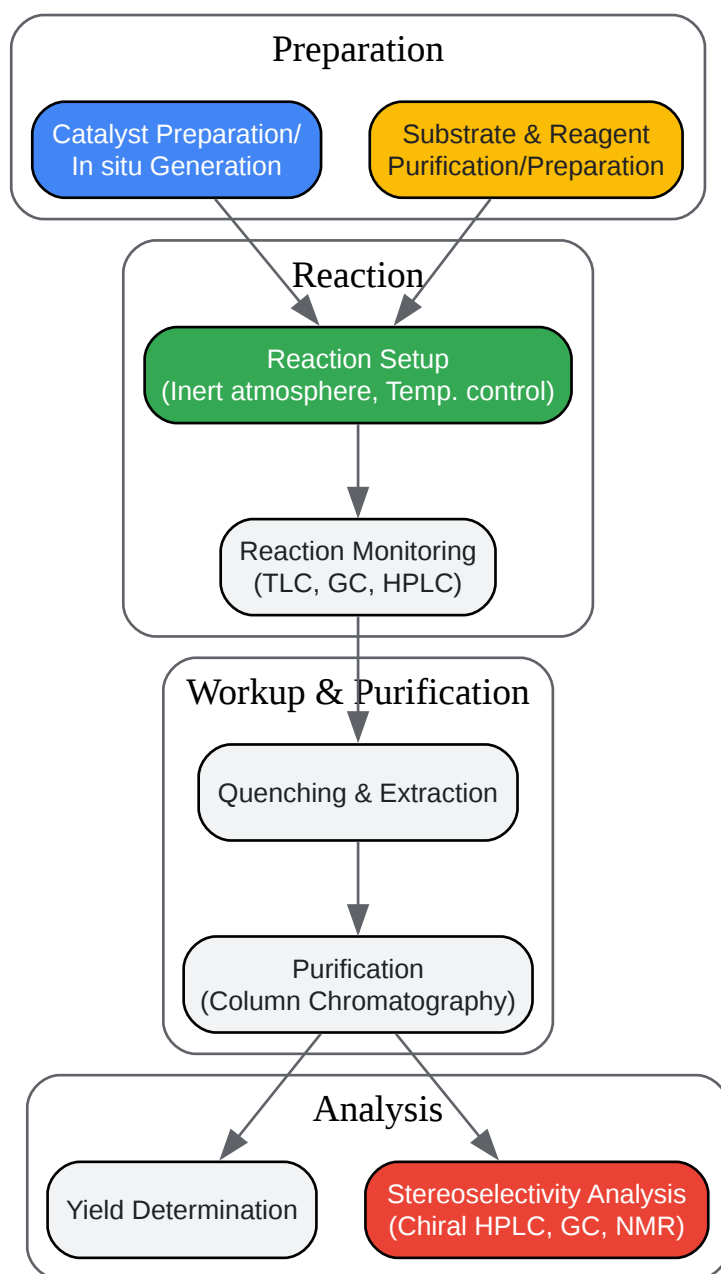 Preparation
Catalyst Preparation/
In situ Generation
Substrate & Reagent
Purification/Preparation
Reaction
Reaction Setup
(Inert atmosphere, Temp. control)
Reaction Monitoring
(TLC, GC, HPLC)
Workup & Purification
Quenching & Extraction
Purification
(Column Chromatography)
Analysis
Yield Determination
Stereoselectivity Analysis
(Chiral HPLC, GC, NMR)